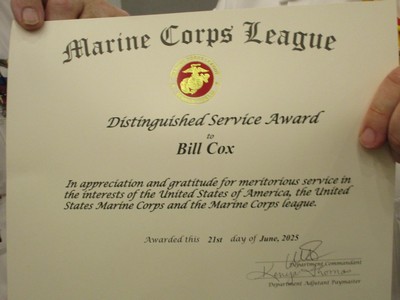 Marine Corps League
Distinguished Service Award
to
Bill Cox
In appreciation and gratitude for meritorious service in
the interests of the United States of America, the United
States Marine Corps and the Marine Corps league.
Awarded this 21st day of June, 2025
Department Commandant
Department Adjutant Paymaster